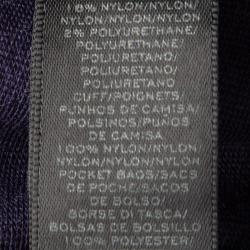 18% NYLON/NYLON/
NYLON/NYLON/NYLON
2% POLYURETHANE/
POLYURETHANE/
POLIURETANO/
POLIURETANO/
POLIURETANO
CUFF/POIGNETS/
PUNHOS DE CAMISA/
POLSINOS/PUÑOS
DE CAMISA
100% NYLON/NYLON/
NYLON/NYLON/NYLON
POCKET BAGS/SACS
DE POCHE/SACOS
DE BOLSO/
BORSE DI TASCA/
BOLSAS DE BOLSILLO
100% POLYESTER/